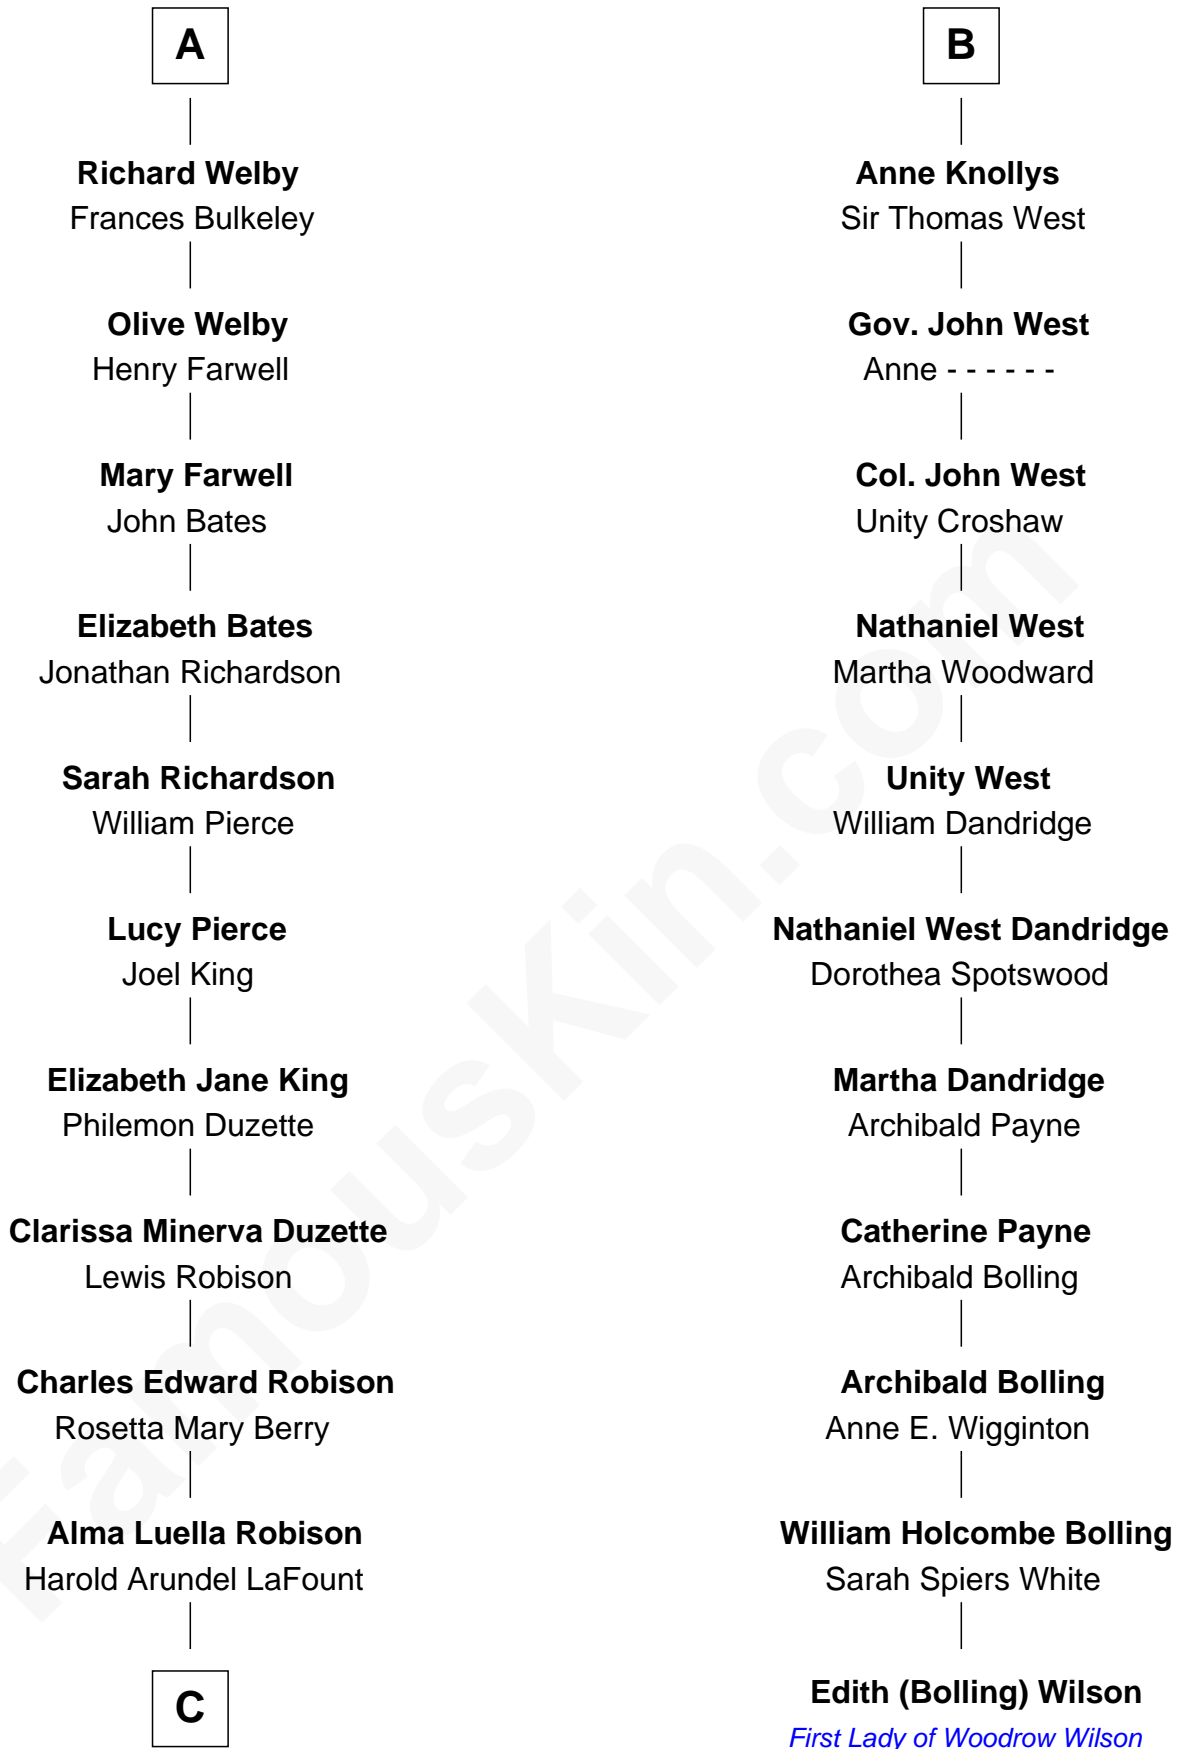 A
Richard Welby
Frances Bulkeley
Olive Welby
Henry Farwell
Mary Farwell
John Bates
Elizabeth Bates
Jonathan Richardson
Sarah Richardson
William Pierce
Lucy Pierce
Joel King
Elizabeth Jane King
Philemon Duzette
Clarissa Minerva Duzette
Lewis Robison
Charles Edward Robison
Rosetta Mary Berry
Alma Luella Robison
Harold Arundel LaFount
C
B
Anne Knollys
Sir Thomas West
Gov. John West
Anne - - - - - -
Col. John West
Unity Croshaw
Nathaniel West
Martha Woodward
Unity West
William Dandridge
Nathaniel West Dandridge
Dorothea Spotswood
Martha Dandridge
Archibald Payne
Catherine Payne
Archibald Bolling
Archibald Bolling
Anne E. Wigginton
William Holcombe Bolling
Sarah Spiers White
Edith (Bolling) Wilson
First Lady of Woodrow Wilson
FamousKin.com